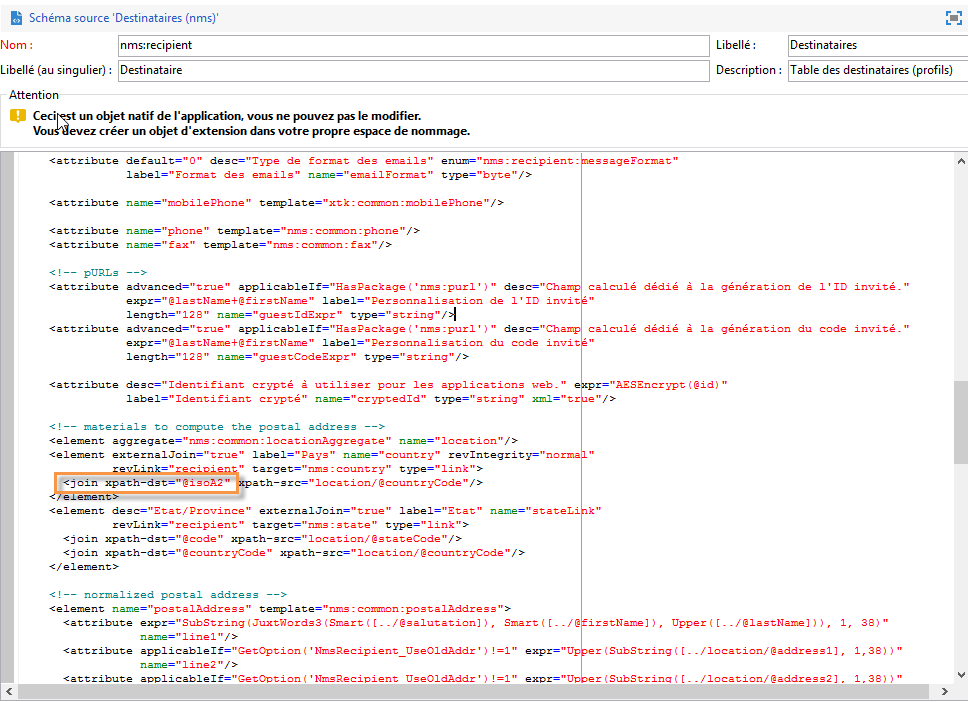 Schéma source 'Destinataires (nms)'
Nom : nms:recipient Libellé : Destinataires
Libellé (au singulier) : Destinataire Description : Table des destinataires (profils)
Attention
Ceci est un objet natif de l'application, vous ne pouvez pas le modifier.
Vous devez créer un objet d'extension dans votre propre espace de nommage.
<attribute default="0" desc="Type de format des emails" enum="nms:recipient:messageFormat"
label="Format des emails" name="emailFormat" type="byte"/>
<attribute name="mobilePhone" template="xtk:common:mobilePhone"/>
<attribute name="phone" template="nms:common:phone"/>
<attribute name="fax" template="nms:common:fax"/>
<!-- pURLs -->
<attribute advanced="true" applicableIf="HasPackage('nms:purl')" desc="Champ calculé dédié à la génération de l'ID invité."
expr="@lastName+@firstName" label="Personnalisation de l'ID invité"
length="128" name="guestIdExpr" type="string"/>
<attribute advanced="true" applicableIf="HasPackage('nms:purl')" desc="Champ calculé dédié à la génération du code invité."
expr="@lastName+@firstName" label="Personnalisation du code invité"
length="128" name="guestCodeExpr" type="string"/>
<attribute desc="Identifiant crypté à utiliser pour les applications web." expr="AESEncrypt(@id)"
label="Identifiant crypté" name="cryptedId" type="string" xml="true"/>
<!-- materials to compute the postal address -->
<element aggregate="nms:common:locationAggregate" name="location"/>
<element externalJoin="true" label="Pays" name="country" revIntegrity="normal"
revLink="recipient" target="nms:country" type="link">
<join xpath-dst="@isoA2" xpath-src="location/@countryCode"/>
</element>
<element desc="Etat/Province" externalJoin="true" label="Etat" name="stateLink"
revLink="recipient" target="nms:state" type="link">
<join xpath-dst="@code" xpath-src="location/@stateCode"/>
<join xpath-dst="@countryCode" xpath-src="location/@countryCode"/>
</element>
<!-- normalized postal address -->
<element name="postalAddress" template="nms:common:postalAddress">
<attribute expr="SubString(JuxtWords3(Smart([../@salutation]), Smart([../@firstName]), Upper([../@lastName])), 1, 38)"
name="line1"/>
<attribute applicableIf="GetOption('NmsRecipient_UseOldAddr')!=1" expr="Upper(SubString([../location/@address1], 1,38))"
name="line2"/>
<attribute applicableIf="GetOption('NmsRecipient_UseOldAddr')!=1" expr="Upper(SubString([../location/@address2], 1,38))"